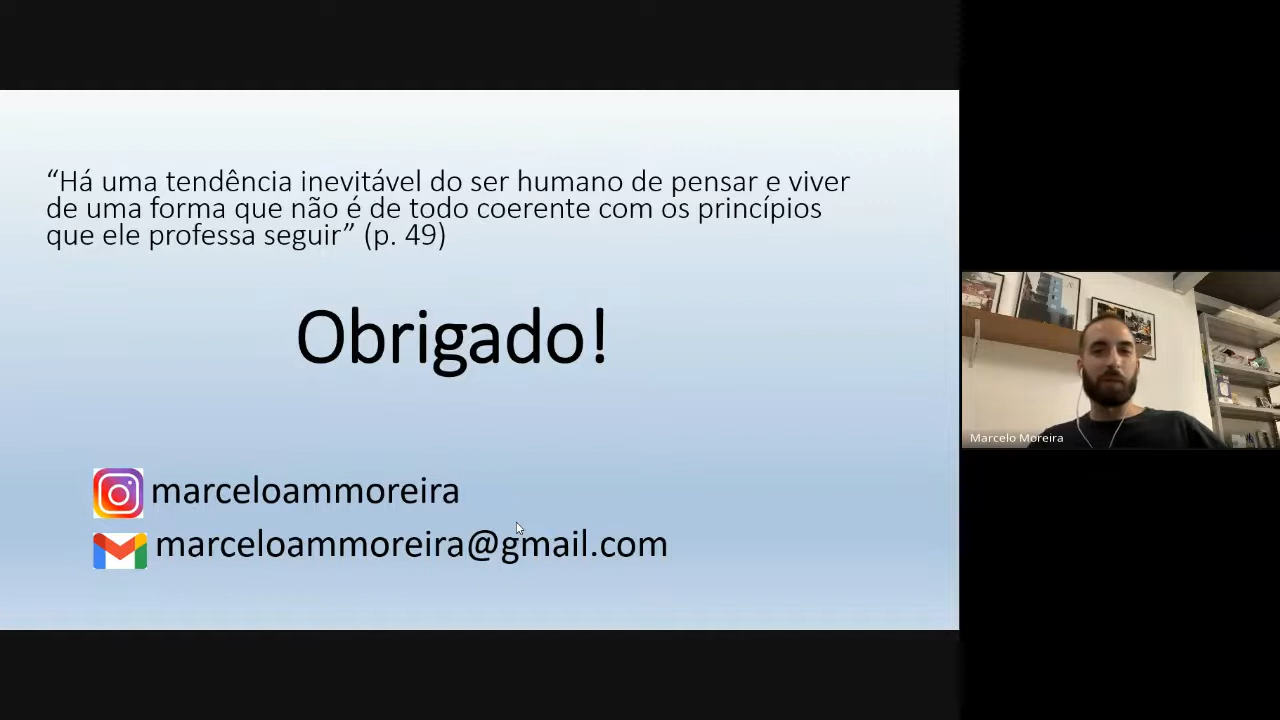 “Há uma tendência inevitável do ser humano de pensar e viver
de uma forma que não é de todo coerente com os princípios
que ele professa seguir” (p. 49)
Obrigado!
marceloammoreira
marceloammoreira@gmail.com
Marcelo Moreira